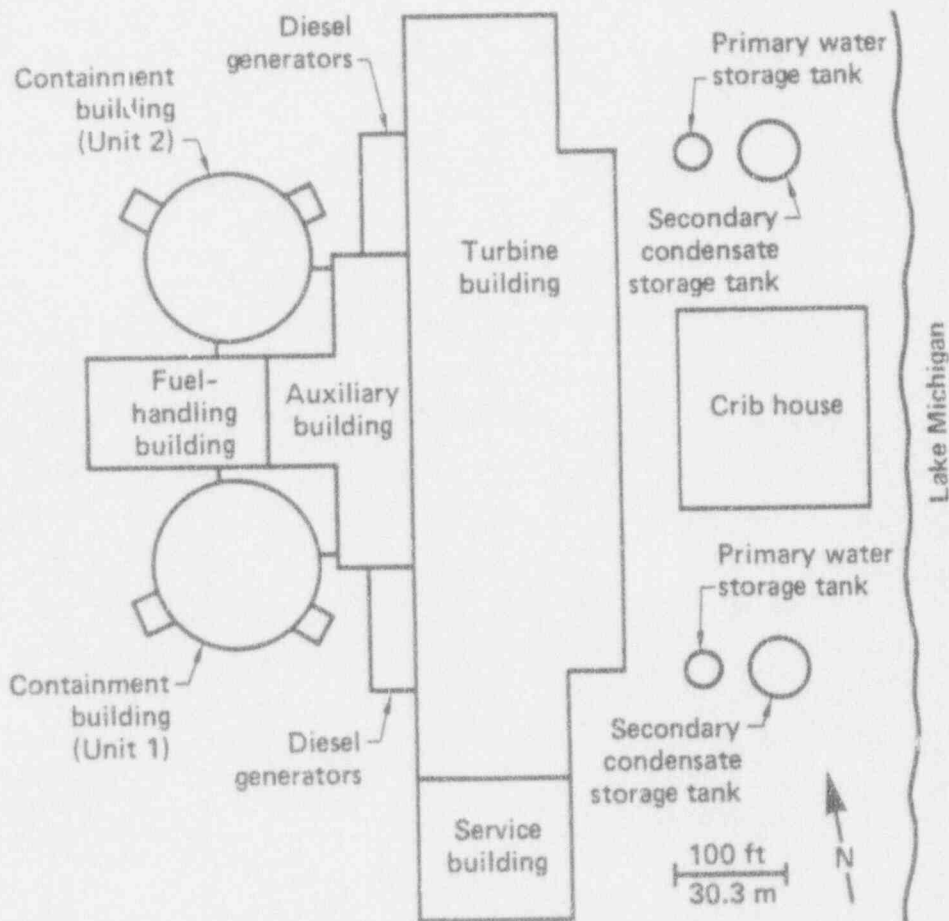 Diesel
generators
Primary water
storage tank
Containment
building
(Unit 2)
Secondary
condensate
storage tank
Turbine
building
Fuel-
handling
building
Auxiliary
building
Crib house
Lake Michigan
Primary water
storage tank
Containment
building
(Unit 1)
Diesel
generators
Secondary
condensate
storage tank
Service
building
100 ft
30.3 m
N